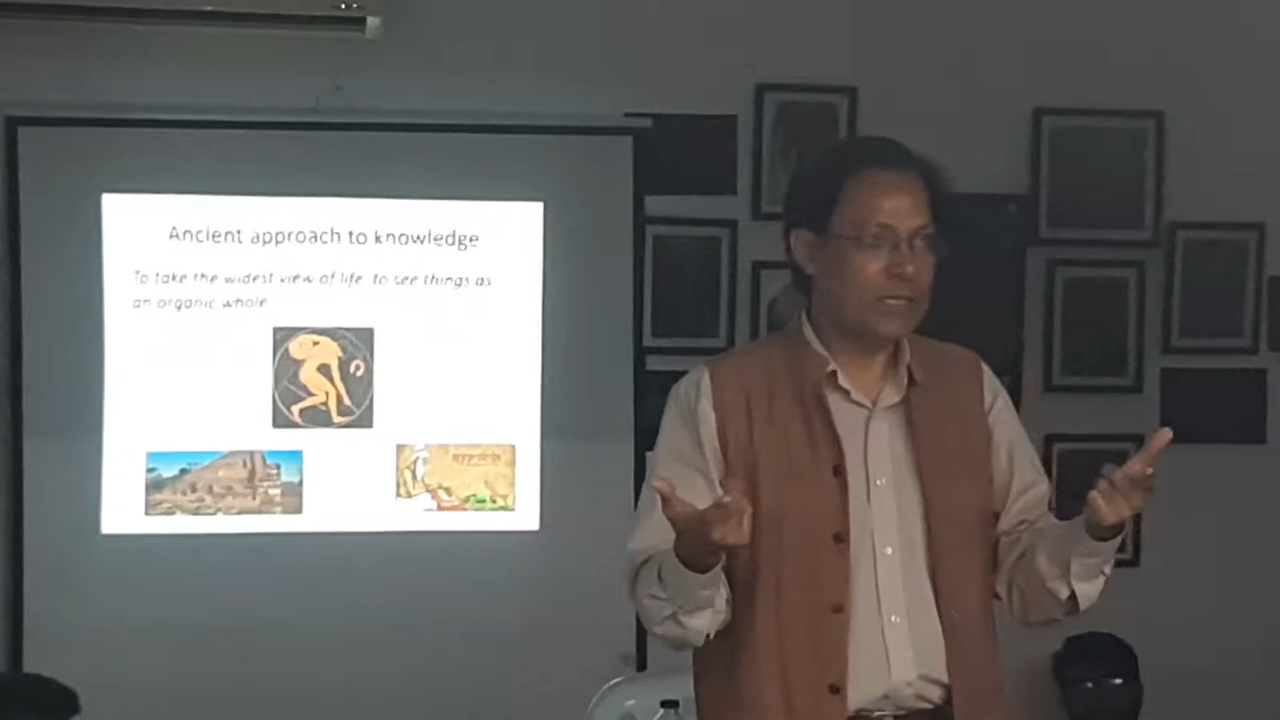 Ancient approach to knowledge
To take the widest view of life to see things as
an organic whole